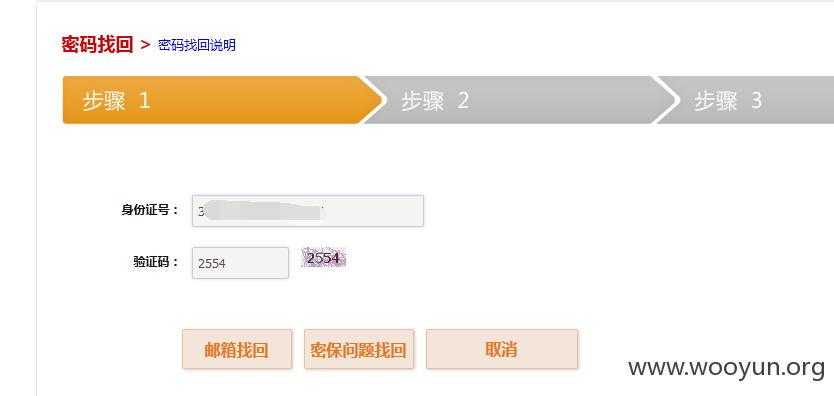 密码找回 > 密码找回说明
步骤 1 步骤 2 步骤 3
身份证号： 3
验证码： 2554 2554
邮箱找回 密保问题找回 取消
www.wooyun.org